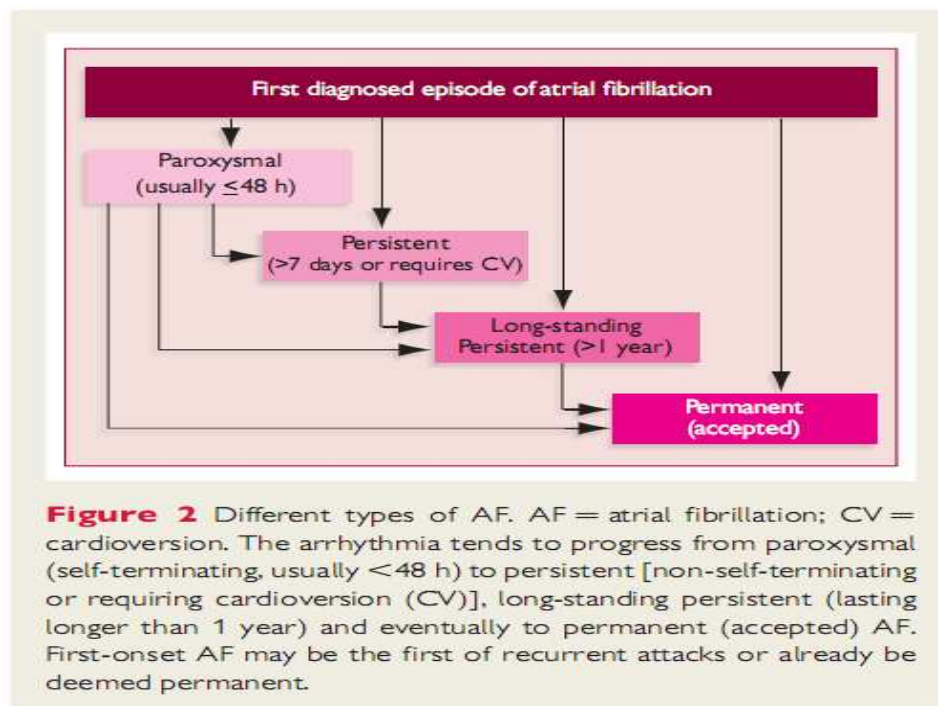 First diagnosed episode of atrial fibrillation
Paroxysmal
(usually ≤48 h)
Persistent
(>7 days or requires CV)
Long-standing
Persistent (>1 year)
Permanent
(accepted)
Figure 2 Different types of AF. AF = atrial fibrillation; CV =
cardioversion. The arrhythmia tends to progress from paroxysmal
(self-terminating, usually <48 h) to persistent [non-self-terminating
or requiring cardioversion (CV)], long-standing persistent (lasting
longer than 1 year) and eventually to permanent (accepted) AF.
First-onset AF may be the first of recurrent attacks or already be
deemed permanent.